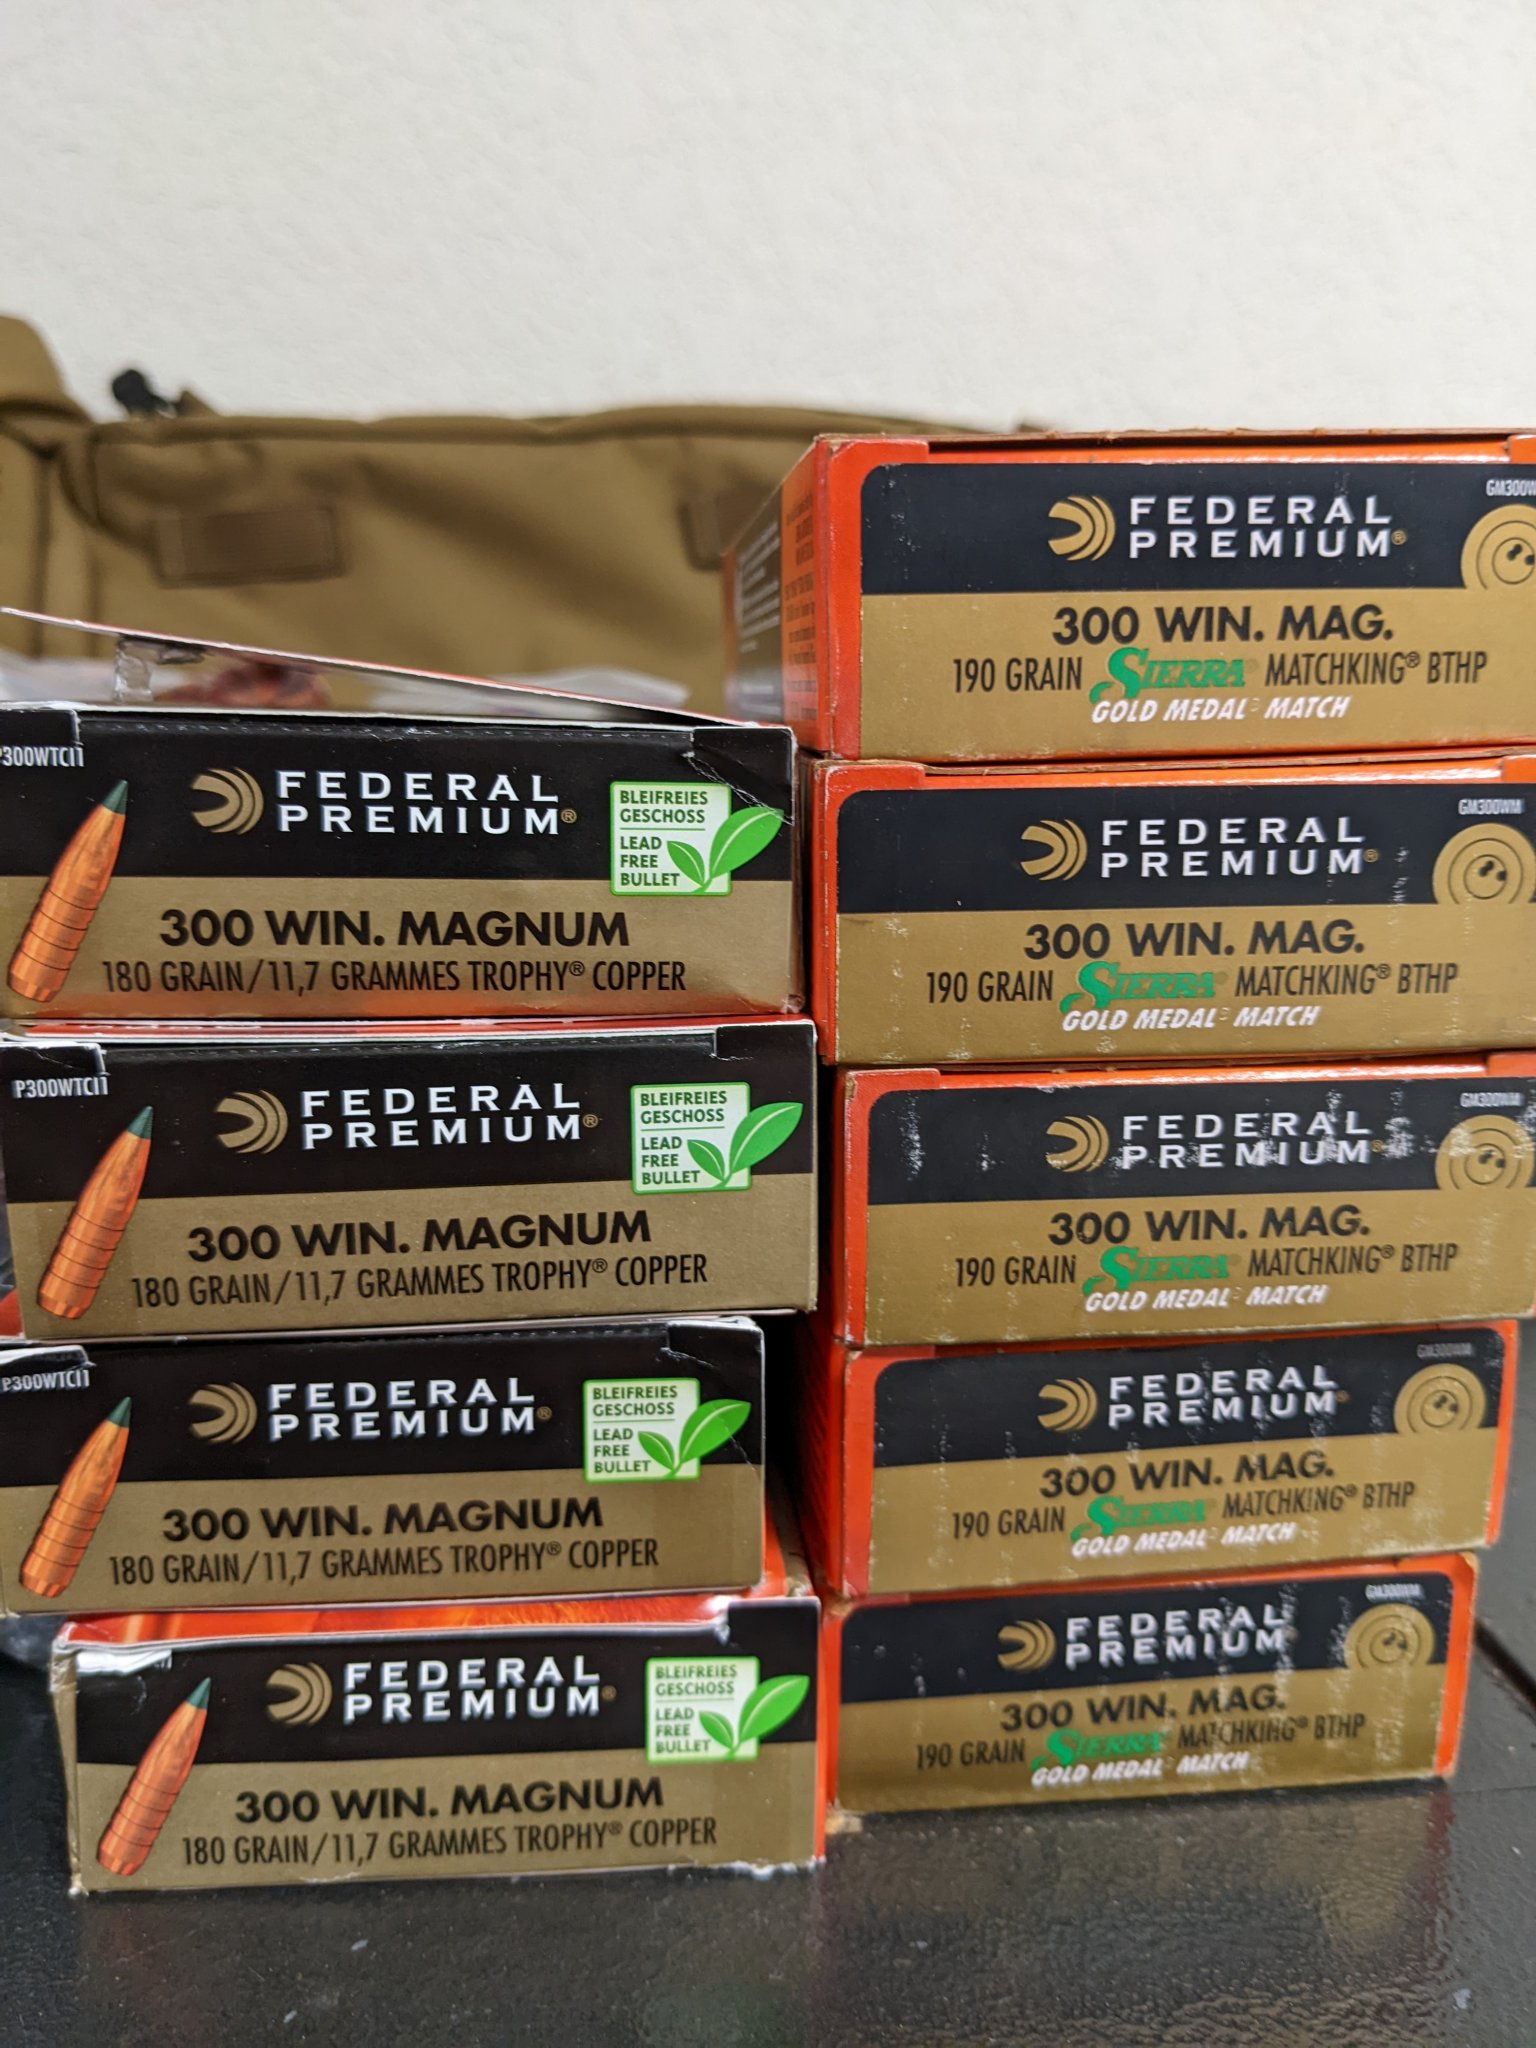 P300WTCI1
FEDERAL
PREMIUM®
BLEIFREIES
GESCHOSS
LEAD
FREE
BULLET
300 WIN. MAGNUM
180 GRAIN/11,7 GRAMMES TROPHY® COPPER
P300WTCI1
FEDERAL
PREMIUM®
BLEIFREIES
GESCHOSS
LEAD
FREE
BULLET
300 WIN. MAGNUM
180 GRAIN/11,7 GRAMMES TROPHY® COPPER
P300WTCI1
FEDERAL
PREMIUM®
BLEIFREIES
GESCHOSS
LEAD
FREE
BULLET
300 WIN. MAGNUM
180 GRAIN/11,7 GRAMMES TROPHY® COPPER
FEDERAL
PREMIUM®
BLEIFREIES
GESCHOSS
LEAD
FREE
BULLET
300 WIN. MAGNUM
180 GRAIN/11,7 GRAMMES TROPHY® COPPER
GM300W
FEDERAL
PREMIUM®
300 WIN. MAG.
190 GRAIN SIERRA® MATCHKING® BTHP
GOLD MEDAL® MATCH
GM300WM
FEDERAL
PREMIUM®
300 WIN. MAG.
190 GRAIN SIERRA® MATCHKING® BTHP
GOLD MEDAL® MATCH
GM300WM
FEDERAL
PREMIUM®
300 WIN. MAG.
190 GRAIN SIERRA® MATCHKING® BTHP
GOLD MEDAL® MATCH
GM300WM
FEDERAL
PREMIUM®
300 WIN. MAG.
190 GRAIN SIERRA® MATCHKING® BTHP
GOLD MEDAL® MATCH
GM300WM
FEDERAL
PREMIUM®
300 WIN. MAG.
190 GRAIN SIERRA® MATCHKING® BTHP
GOLD MEDAL® MATCH